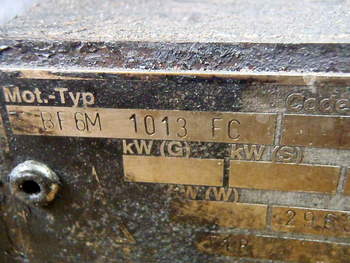 Mot.-Typ Code
BF6M 1013 FC
kW (G) kW (S)
kW (W)